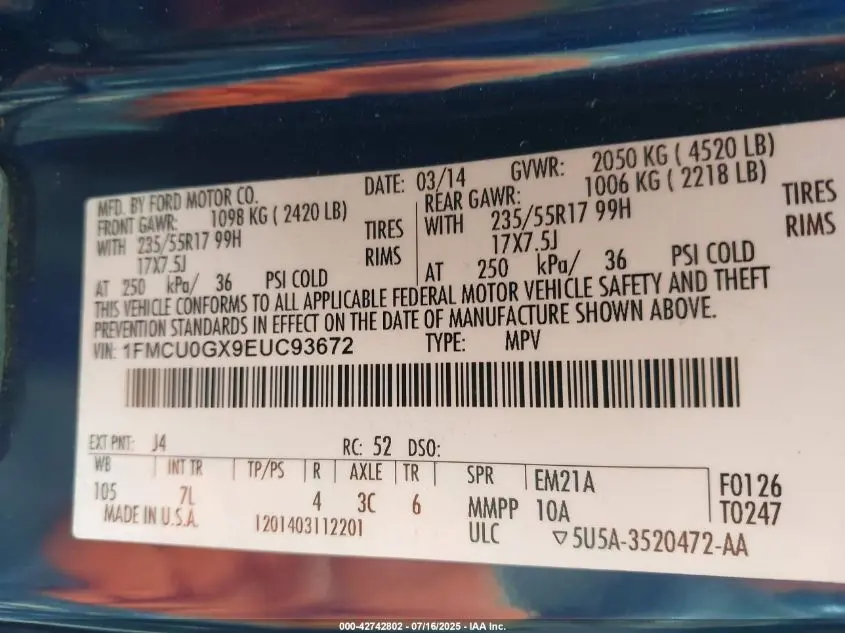 MFD. BY FORD MOTOR CO. DATE: 03/14 GVWR: 2050 KG ( 4520 LB)
FRONT GAWR: 1098 KG ( 2420 LB)
WITH 235/55R17 99H TIRES
17X7.5J RIMS
AT 250 kPa/ 36 PSI COLD
REAR GAWR: 1006 KG ( 2218 LB)
WITH 235/55R17 99H TIRES
17X7.5J RIMS
AT 250 kPa/ 36 PSI COLD
THIS VEHICLE CONFORMS TO ALL APPLICABLE FEDERAL MOTOR VEHICLE SAFETY AND THEFT
PREVENTION STANDARDS IN EFFECT ON THE DATE OF MANUFACTURE SHOWN ABOVE.
VIN: 1FMCU0GX9EUC93672 TYPE: MPV
EXT PNT: J4 RC: 52 DSO:
WB INT TR TP/PS R AXLE TR SPR EM21A F0126
105 7L 4 3C 6 MMPP 10A T0247
MADE IN U.S.A. 1201403112201 ULC ▽5U5A-3520472-AA
000-42742802 - 07/16/2025 - IAA Inc.